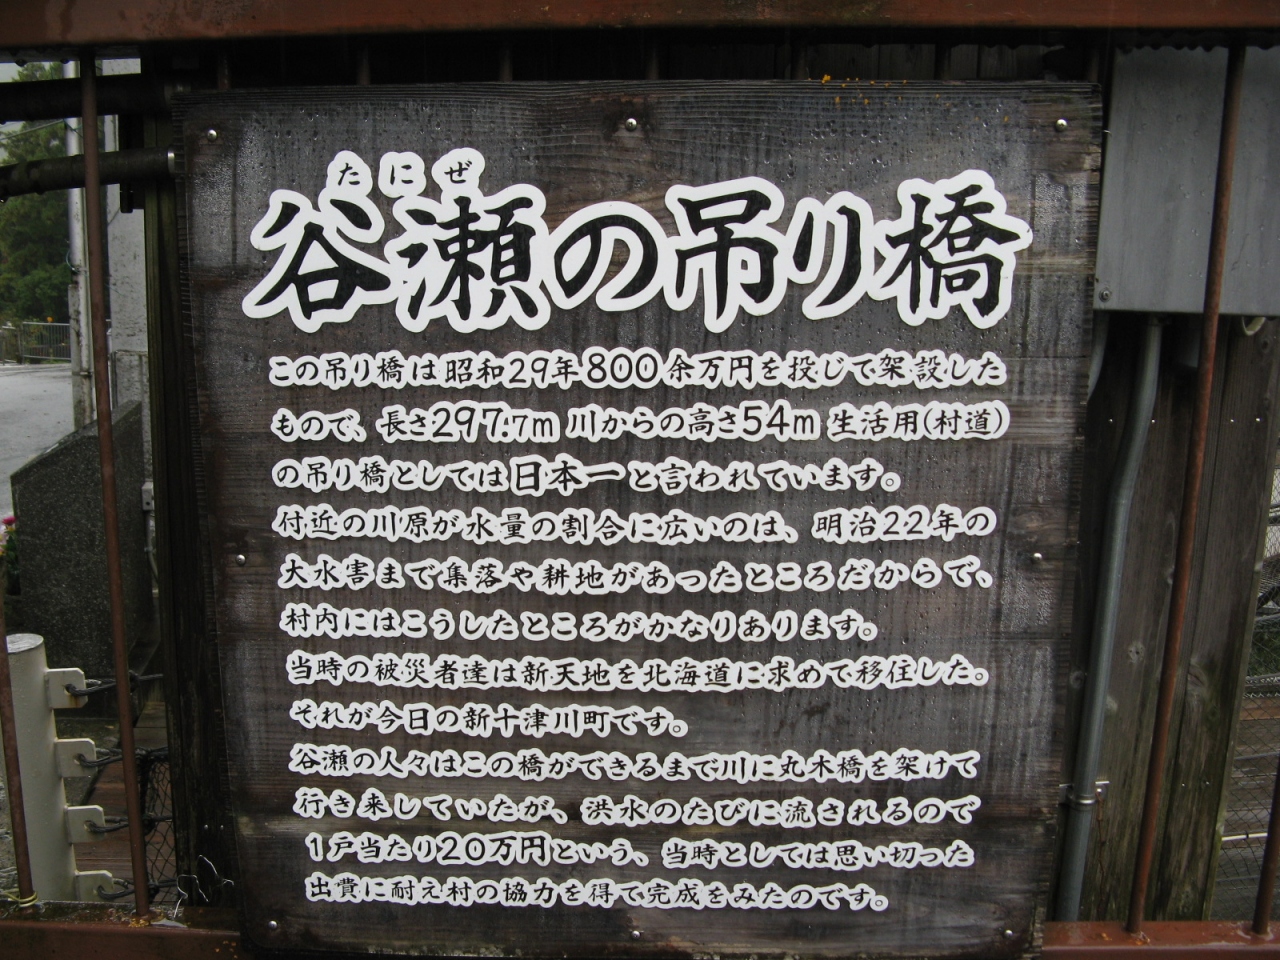 たにぜ
谷瀬の吊り橋
この吊り橋は昭和29年800余万円を投じて架設した
もので、長さ297.7m 川からの高さ54m 生活用(村道)
の吊り橋としては日本一と言われています。
付近の川原が水量の割合に広いのは、明治22年の
大水害まで集落や耕地があったところだからで、
村内にはこうしたところがかなりあります。
当時の被災者達は新天地を北海道に求めて移住した。
それが今日の新十津川町です。
谷瀬の人々はこの橋ができるまで川に丸木橋を架けて
行き来していたが、洪水のたびに流されるので
1戸当たり20万円という、当時としては思い切った
出費に耐え村の協力を得て完成をみたのです。